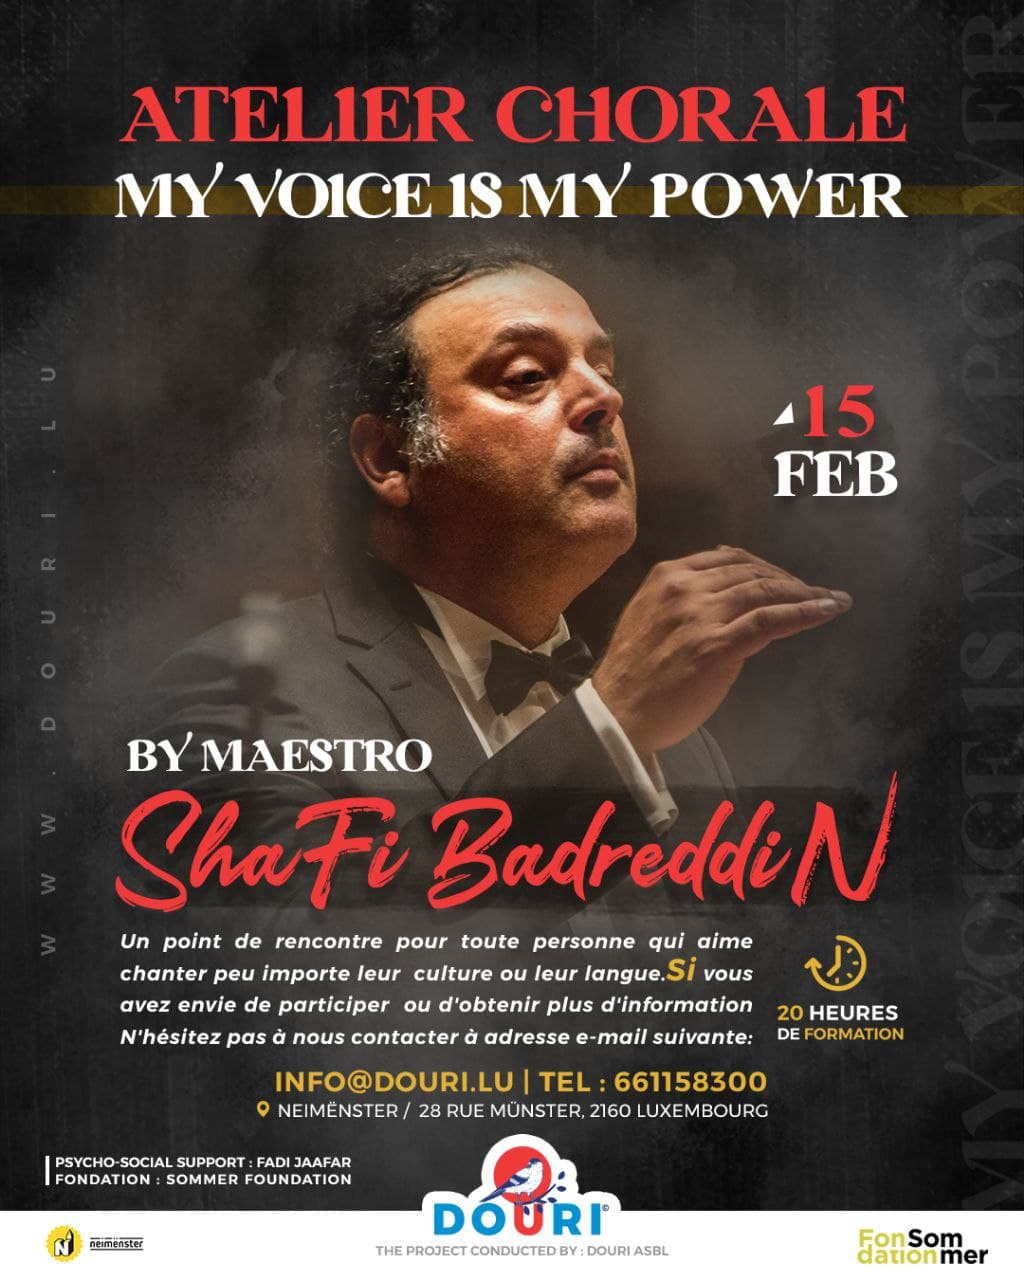 ATELIER CHORALE
MY VOICE IS MY POWER
15
FEB
WWW.DOURI.LU
MY VOICE IS MY POWER
BY MAESTRO
ShaFi BadreddiN
Un point de rencontre pour toute personne qui aime
chanter peu importe leur culture ou leur langue.Si vous
avez envie de participer ou d'obtenir plus d'information
N'hésitez pas à nous contacter à adresse e-mail suivante:
20 HEURES
DE FORMATION
INFO@DOURI.LU | TEL : 661158300
NEIMËNSTER / 28 RUE MÜNSTER, 2160 LUXEMBOURG
PSYCHO-SOCIAL SUPPORT : FADI JAAFAR
FONDATION : SOMMER FOUNDATION
N
neimënster
DOURI©
THE PROJECT CONDUCTED BY : DOURI ASBL
FonSom
dationmer